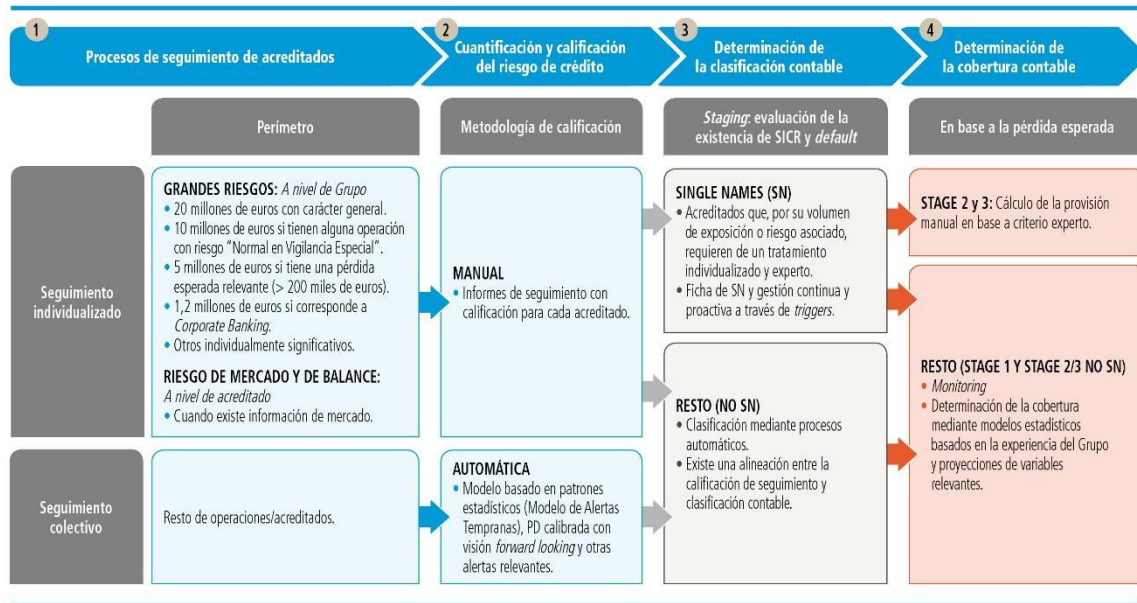 1
Procesos de seguimiento de acreditados
2
Cuantificación y calificación
del riesgo de crédito
3
Determinación de
la clasificación contable
4
Determinación de
la cobertura contable
Perímetro
Metodología de calificación
Staging: evaluación de la
existencia de SICR y default
En base a la pérdida esperada
Seguimiento
individualizado
GRANDES RIESGOS: A nivel de Grupo
• 20 millones de euros con carácter general.
• 10 millones de euros si tienen alguna operación
con riesgo "Normal en Vigilancia Especial".
• 5 millones de euros si tiene una pérdida
esperada relevante (> 200 miles de euros).
• 1,2 millones de euros si corresponde a
Corporate Banking.
• Otros individualmente significativos.
RIESGO DE MERCADO Y DE BALANCE:
A nivel de acreditado
• Cuando existe información de mercado.
MANUAL
• Informes de seguimiento con
calificación para cada acreditado.
SINGLE NAMES (SN)
• Acreditados que, por su volumen
de exposición o riesgo asociado,
requieren de un tratamiento
individualizado y experto.
• Ficha de SN y gestión continua y
proactiva a través de triggers.
STAGE 2 y 3: Cálculo de la provisión
manual en base a criterio experto.
RESTO (NO SN)
• Clasificación mediante procesos
automáticos.
• Existe una alineación entre la
calificación de seguimiento y
clasificación contable.
RESTO (STAGE 1 Y STAGE 2/3 NO SN)
• Monitoring
• Determinación de la cobertura
mediante modelos estadísticos
basados en la experiencia del Grupo
y proyecciones de variables
relevantes.
Seguimiento
colectivo
Resto de operaciones/acreditados.
AUTOMÁTICA
• Modelo basado en patrones
estadísticos (Modelo de Alertas
Tempranas), PD calibrada con
visión forward looking y otras
alertas relevantes.